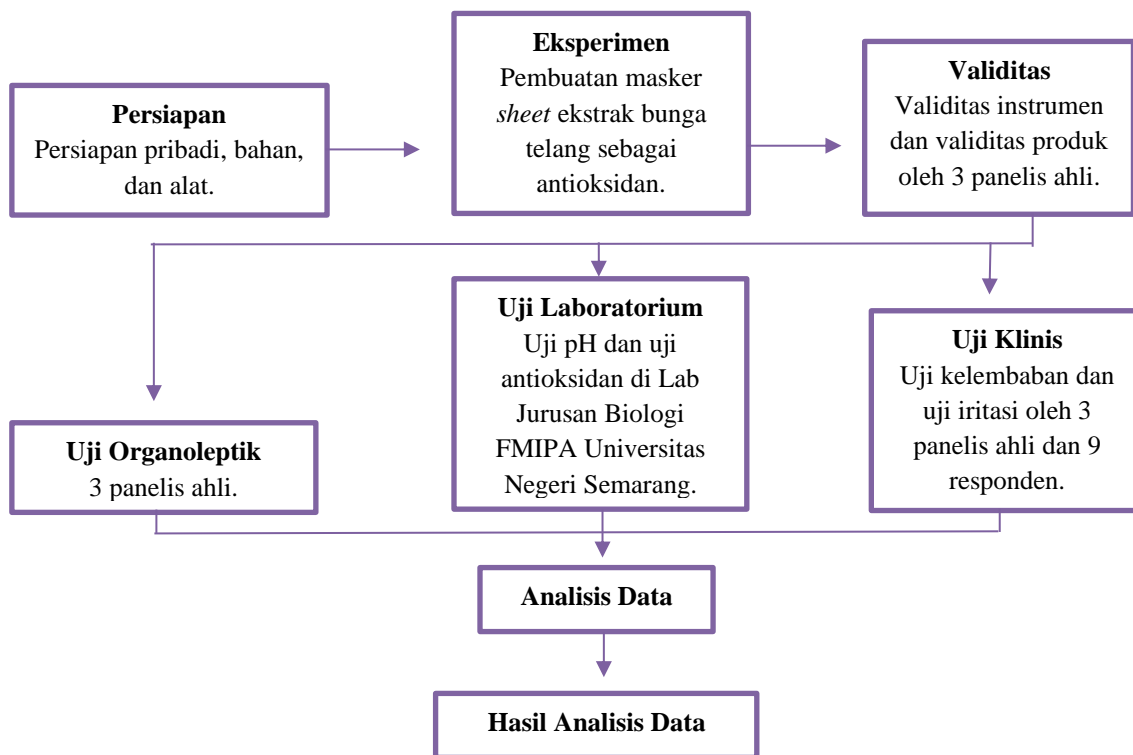 Persiapan
Persiapan pribadi, bahan,
dan alat.
Eksperimen
Pembuatan masker
sheet ekstrak bunga
telang sebagai
antioksidan.
Validitas
Validitas instrumen
dan validitas produk
oleh 3 panelis ahli.
Uji Organoleptik
3 panelis ahli.
Uji Laboratorium
Uji pH dan uji
antioksidan di Lab
Jurusan Biologi
FMIPA Universitas
Negeri Semarang.
Uji Klinis
Uji kelembaban dan
uji iritasi oleh 3
panelis ahli dan 9
responden.
Analisis Data
Hasil Analisis Data